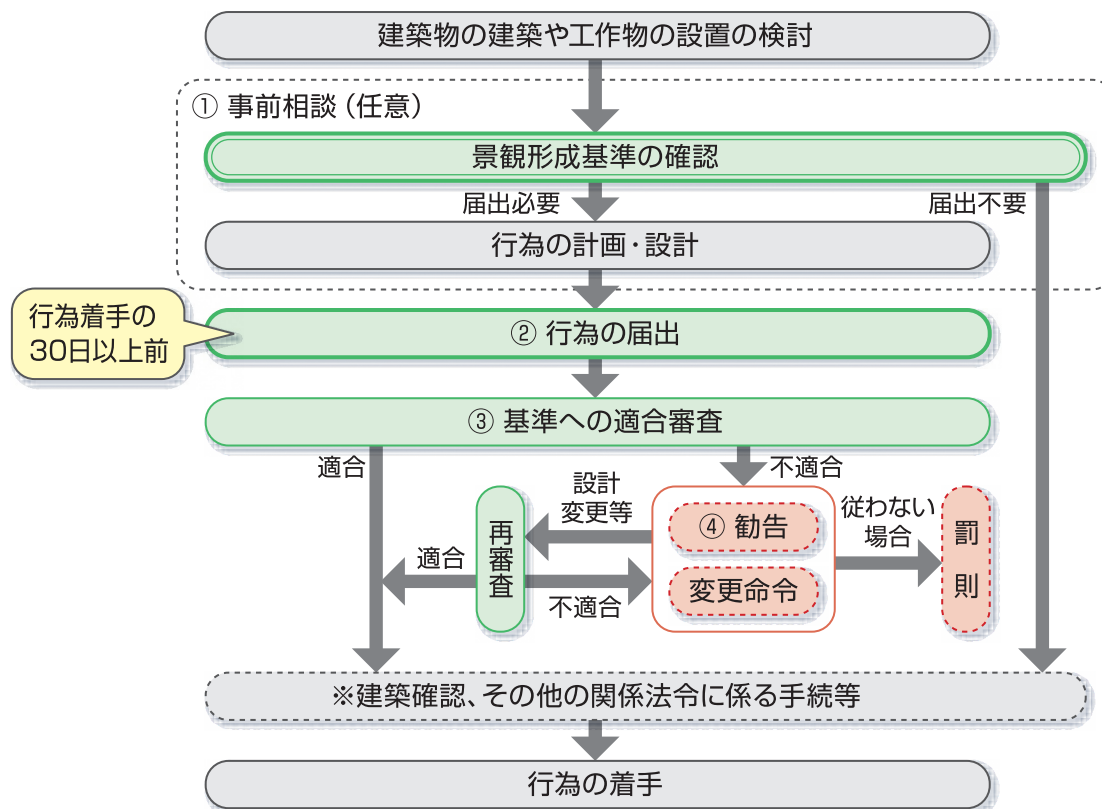 建築物の建築や工作物の設置の検討
① 事前相談（任意）
景観形成基準の確認
届出必要
届出不要
行為の計画・設計
行為着手の
30日以上前
② 行為の届出
③ 基準への適合審査
適合
不適合
設計
変更等
④ 勧告
従わない
場合
罰則
再審査
適合
不適合
変更命令
※建築確認、その他の関係法令に係る手続等
行為の着手